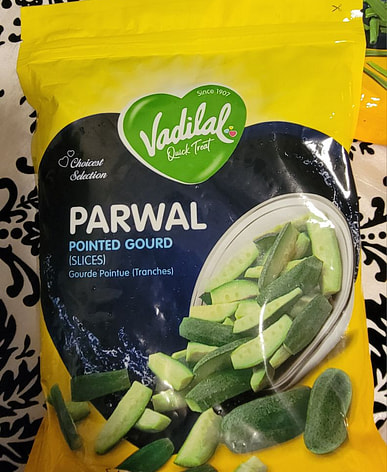 Since 1907
Vadilal
Quick Treat
Choicest
Selection
PARWAL
POINTED GOURD
(SLICES)
Gourde Pointue (Tranches)